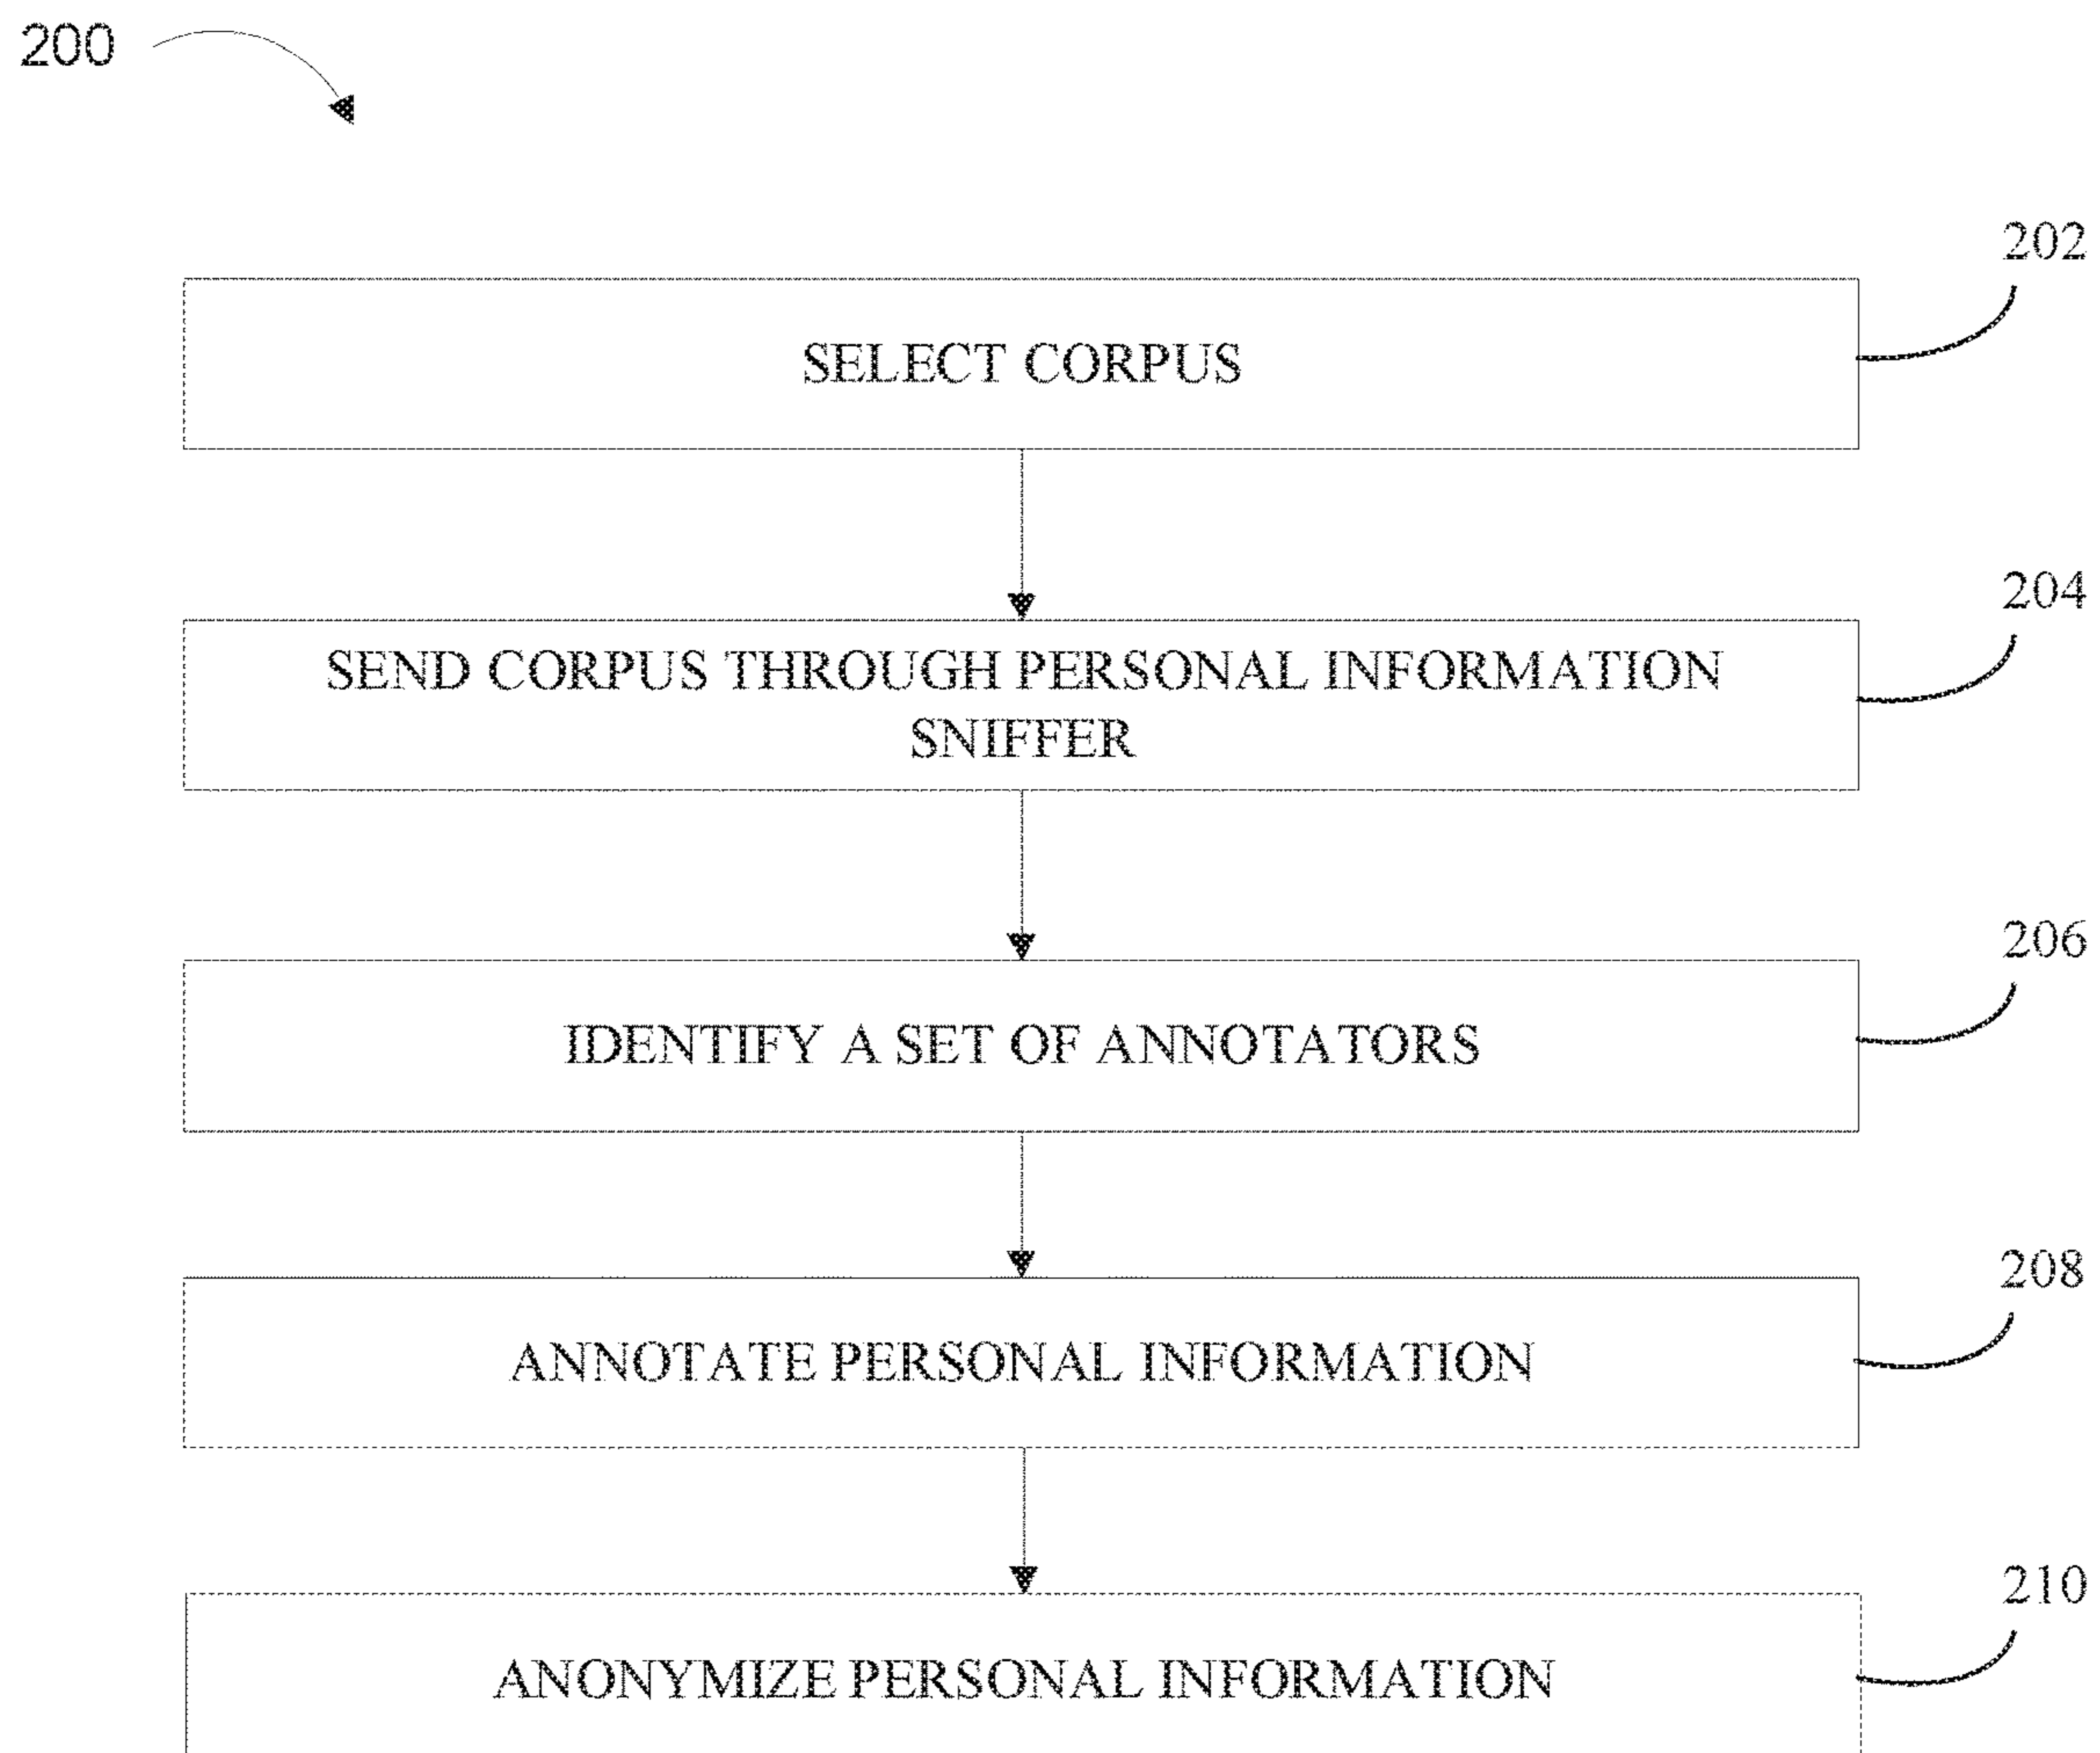 200
202
SELECT CORPUS
204
SEND CORPUS THROUGH PERSONAL INFORMATION
SNIFFER
206
IDENTIFY A SET OF ANNOTATORS
208
ANNOTATE PERSONAL INFORMATION
210
ANONYMIZE PERSONAL INFORMATION